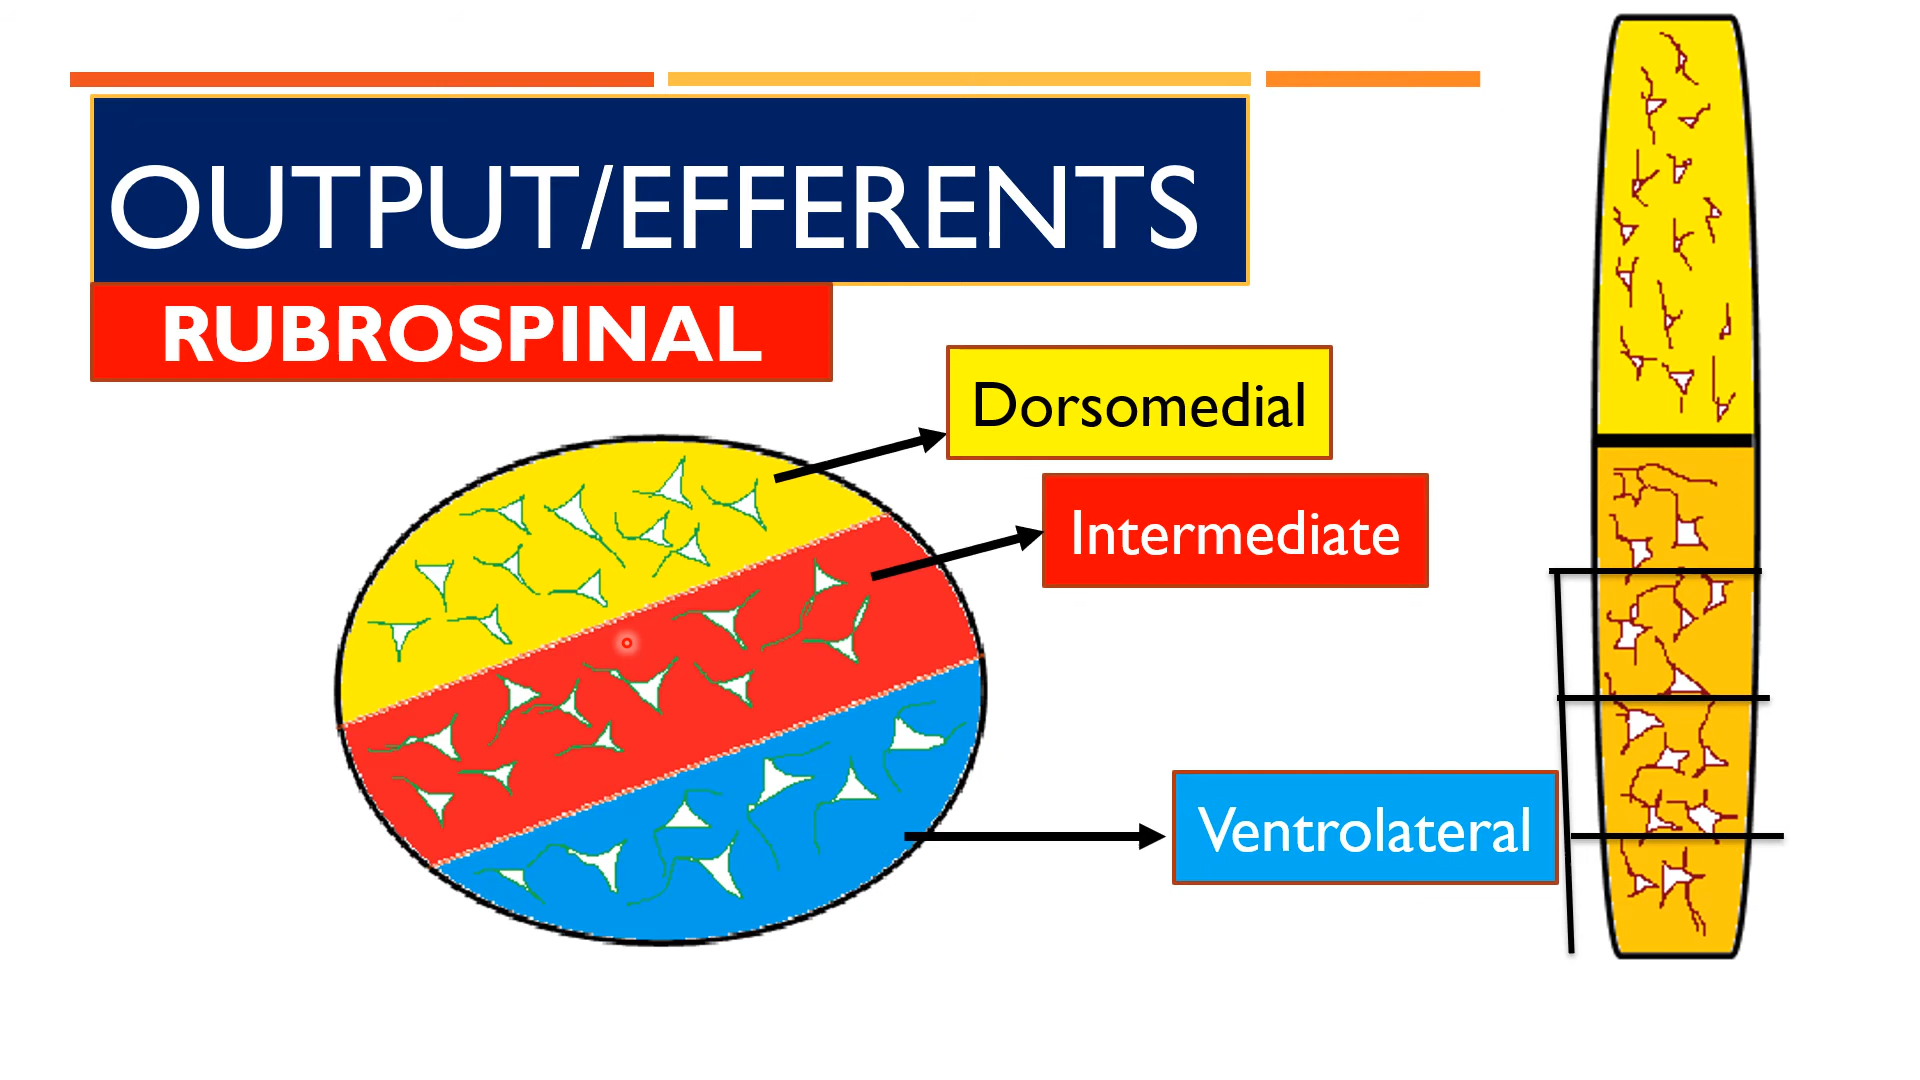 OUTPUT/EFFERENTS
RUBROSPINAL
Dorsomedial
Intermediate
Ventrolateral